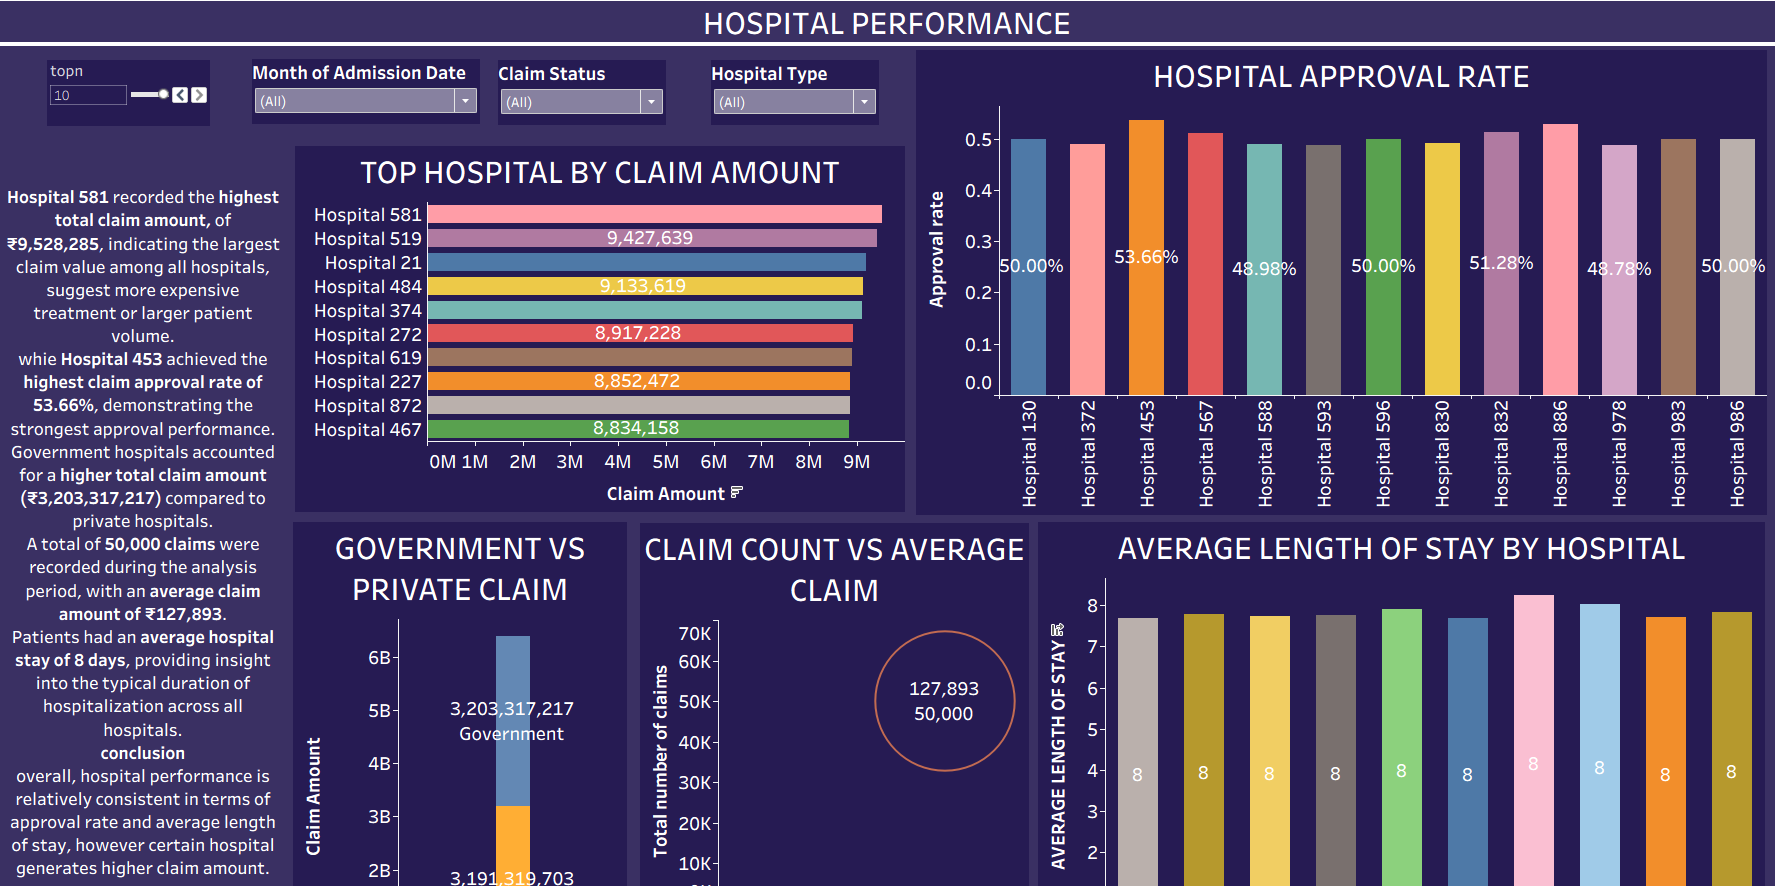 HOSPITAL PERFORMANCE
topn
10
Month of Admission Date
(All)
Claim Status
(All)
Hospital Type
(All)
Hospital 581 recorded the highest
total claim amount, of
₹9,528,285, indicating the largest
claim value among all hospitals,
suggest more expensive
treatment or larger patient
volume.
whie Hospital 453 achieved the
highest claim approval rate of
53.66%, demonstrating the
strongest approval performance.
Government hospitals accounted
for a higher total claim amount
(₹3,203,317,217) compared to
private hospitals.
A total of 50,000 claims were
recorded during the analysis
period, with an average claim
amount of ₹127,893.
Patients had an average hospital
stay of 8 days, providing insight
into the typical duration of
hospitalization across all
hospitals.
conclusion
overall, hospital performance is
relatively consistent in terms of
approval rate and average length
of stay, however certain hospital
generates higher claim amount.
TOP HOSPITAL BY CLAIM AMOUNT
Hospital 581
Hospital 519 9,427,639
Hospital 21
Hospital 484 9,133,619
Hospital 374
Hospital 272 8,917,228
Hospital 619
Hospital 227 8,852,472
Hospital 872
Hospital 467 8,834,158
0M 1M 2M 3M 4M 5M 6M 7M 8M 9M
Claim Amount
HOSPITAL APPROVAL RATE
Approval rate
0.5
0.4
0.3
0.2
0.1
0.0
50.00% 53.66% 48.98% 50.00% 51.28% 48.78% 50.00%
Hospital 130
Hospital 372
Hospital 453
Hospital 567
Hospital 588
Hospital 593
Hospital 596
Hospital 830
Hospital 832
Hospital 886
Hospital 978
Hospital 983
Hospital 986
GOVERNMENT VS
PRIVATE CLAIM
Claim Amount
6B
5B
4B
3B
2B
3,203,317,217
Government
3,191,319,703
CLAIM COUNT VS AVERAGE
CLAIM
Total number of claims
70K
60K
50K
40K
30K
20K
10K
127,893
50,000
AVERAGE LENGTH OF STAY BY HOSPITAL
AVERAGE LENGTH OF STAY
8
7
6
5
4
3
2
8 8 8 8 8 8 8 8 8 8